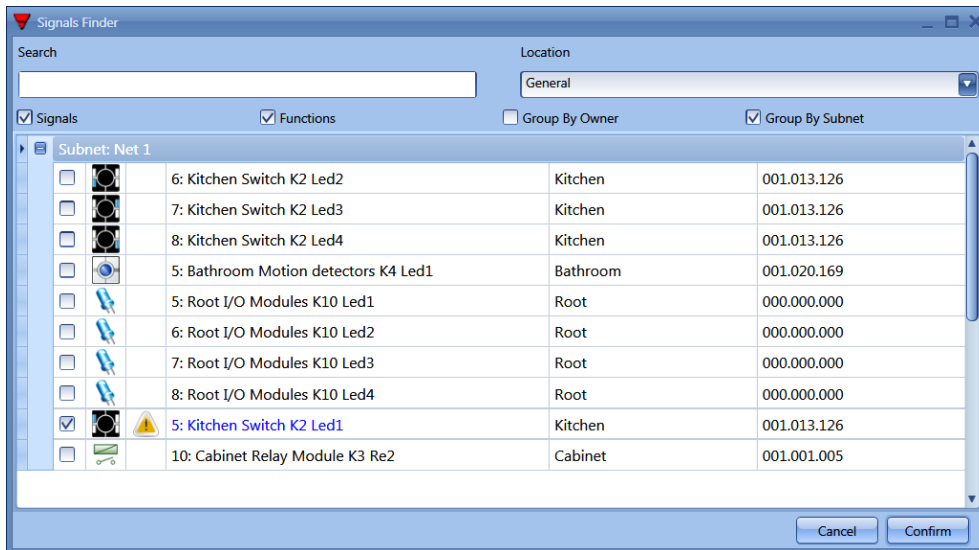 Signals Finder
Search Location
General
Signals Functions Group By Owner Group By Subnet
Subnet: Net 1
6: Kitchen Switch K2 Led2 Kitchen 001.013.126
7: Kitchen Switch K2 Led3 Kitchen 001.013.126
8: Kitchen Switch K2 Led4 Kitchen 001.013.126
5: Bathroom Motion detectors K4 Led1 Bathroom 001.020.169
5: Root I/O Modules K10 Led1 Root 000.000.000
6: Root I/O Modules K10 Led2 Root 000.000.000
7: Root I/O Modules K10 Led3 Root 000.000.000
8: Root I/O Modules K10 Led4 Root 000.000.000
5: Kitchen Switch K2 Led1 Kitchen 001.013.126
10: Cabinet Relay Module K3 Re2 Cabinet 001.001.005
Cancel Confirm